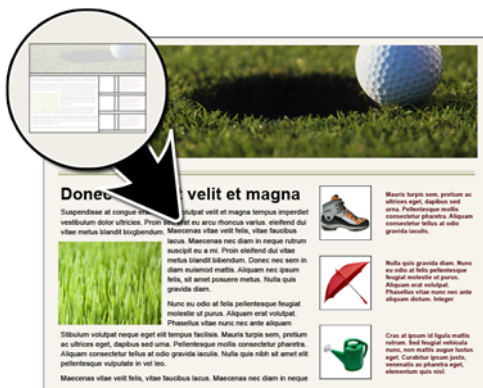 Donec velit et magna
Suspendisse at congue volutpat velit et magna tempus imperdiet
vestibulum dolor ultricies. Proin erat eu arcu rhoncus varius. eleifend dui
vitae metus blandit bixgbendum. Maecenas vitae velit felis, vitae faucibus
lacus. Maecenas nec diam in neque rutrum
suscipit eu a mi. Proin eleifend dui vitae
metus blandit bibendum. Donec nec sem in
diam euismod mattis. Aliquam nec ipsum
felis, sit amet posuere metus. Nulla quis
gravida diam.
Nunc eu odio at felis pellentesque feugiat
molestie ut purus. Aliquam erat volutpat.
Phasellus vitae nunc nec ante aliquam
Stibulum volutpat neque eget elit tempus facilisis. Mauris turpis sem, pretium
ac ultrices eget, dapibus sed urna. Pellentesque mollis consectetur pharetra.
Aliquam consectetur tellus at odio gravida iaculis. Nulla quis nibh sit amet elit
pellentesque vulputate in vel leo.
Maecenas vitae velit felis, vitae faucibus lacus. Maecenas nec diam in neque
Mauris turpis sem, pretium ac
ultrices eget, dapibus sed
urna. Pellentesque mollis
consectetur pharetra. Aliquam
consectetur tellus at odio
gravida iaculis.
Nulla quis gravida diam. Nunc
eu odio at felis pellentesque
feugiat molestie ut purus.
Aliquam erat volutpat.
Phasellus vitae nunc nec ante
aliquam dictum. Integer
Cras at ipsum id ligula mattis
rutrum. Sed feugiat vehicula
nunc, non mattis augue luctus
eget. Curabitur ipsum justo,
venenatis ac pharetra eget,
elementum quis nisl.